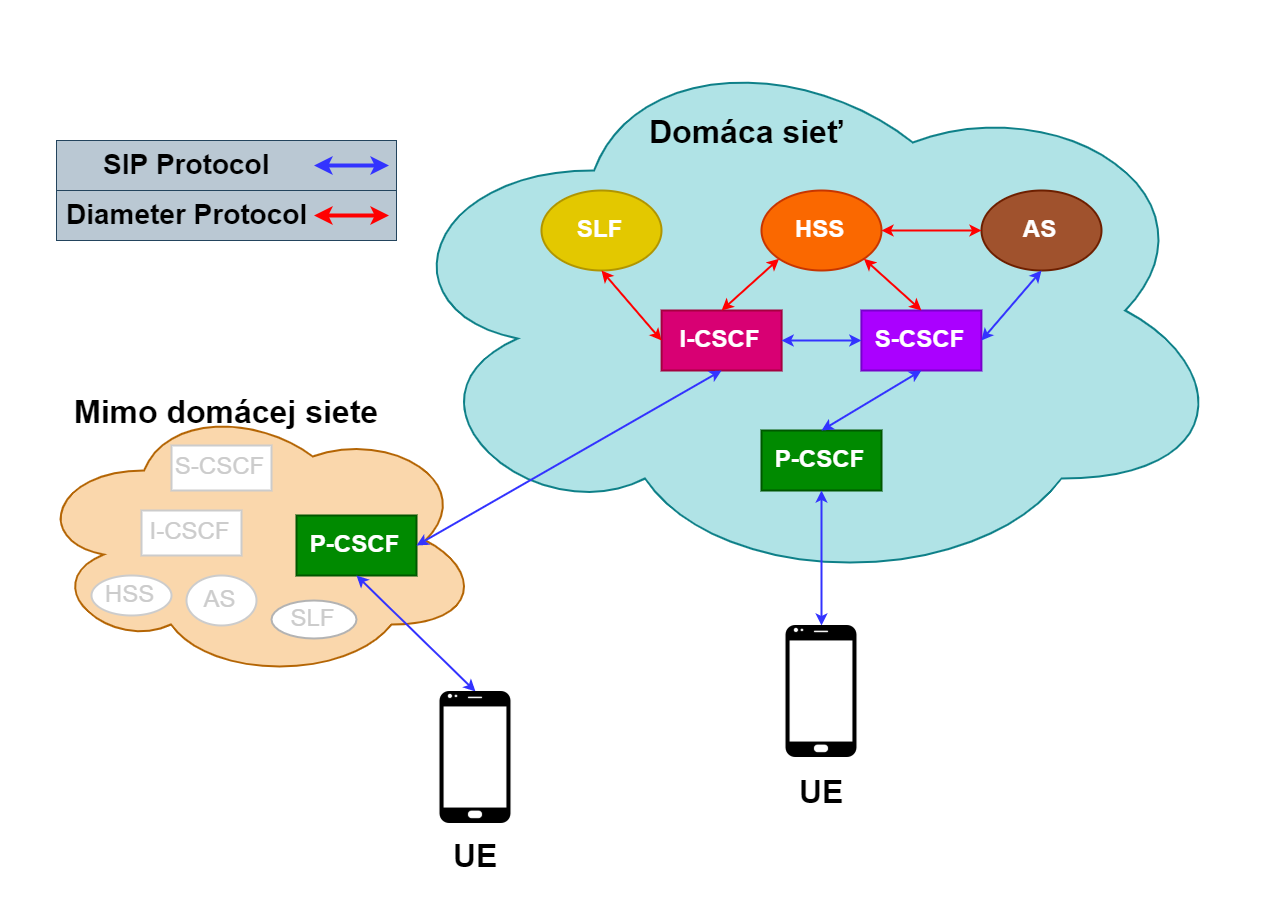 Domáca sieť
SIP Protocol
Diameter Protocol
SLF
HSS
AS
I-CSCF
S-CSCF
P-CSCF
Mimo domácej siete
S-CSCF
I-CSCF
P-CSCF
HSS
AS
SLF
UE
UE